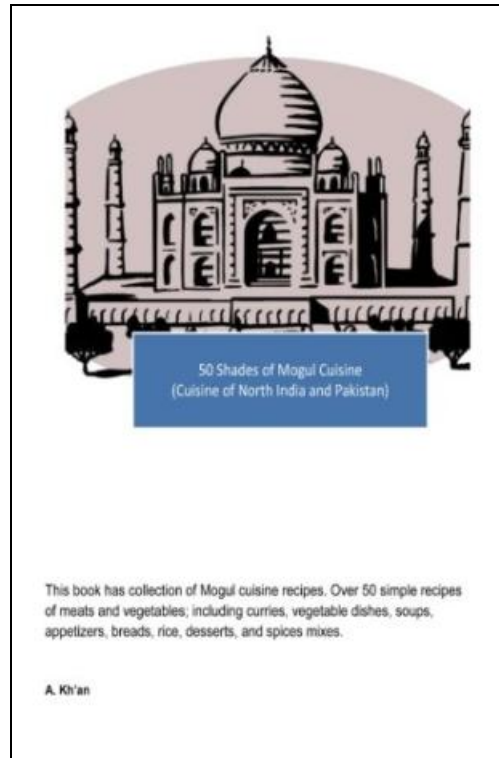 50 Shades of Mogul Cuisine
(Cuisine of North India and Pakistan)
This book has collection of Mogul cuisine recipes. Over 50 simple recipes
of meats and vegetables; including curries, vegetable dishes, soups,
appetizers, breads, rice, desserts, and spices mixes.
A. Kh'an